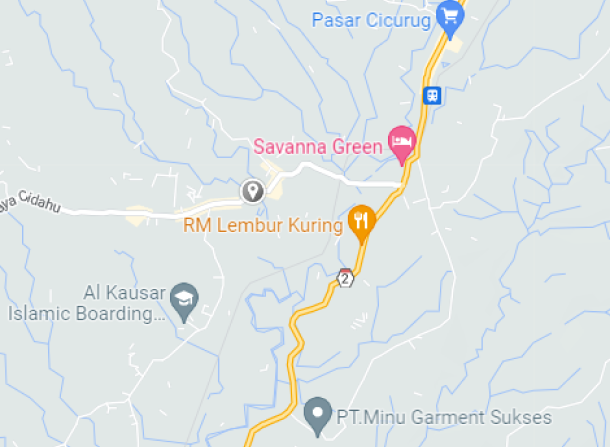 Pasar Cicurug
Savanna Green
aya Cidahu
RM Lembur Kuring
2
Al Kausar
Islamic Boarding...
PT.Minu Garment Sukses